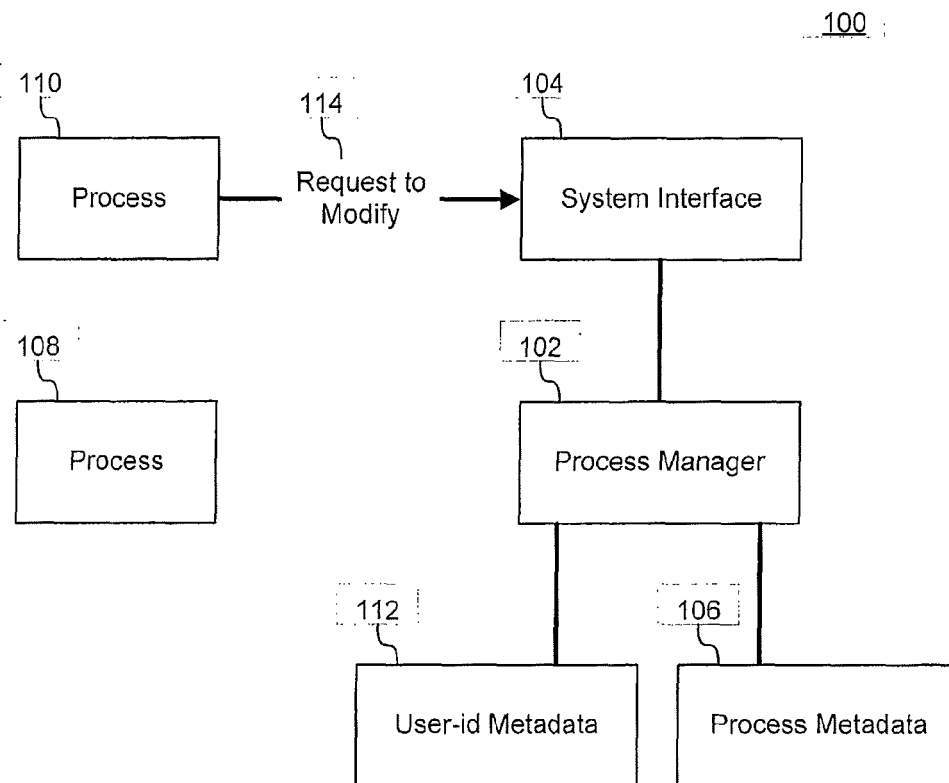 100
110
114
104
Process
Request to
Modify
System Interface
108
102
Process
Process Manager
112
106
User-id Metadata
Process Metadata